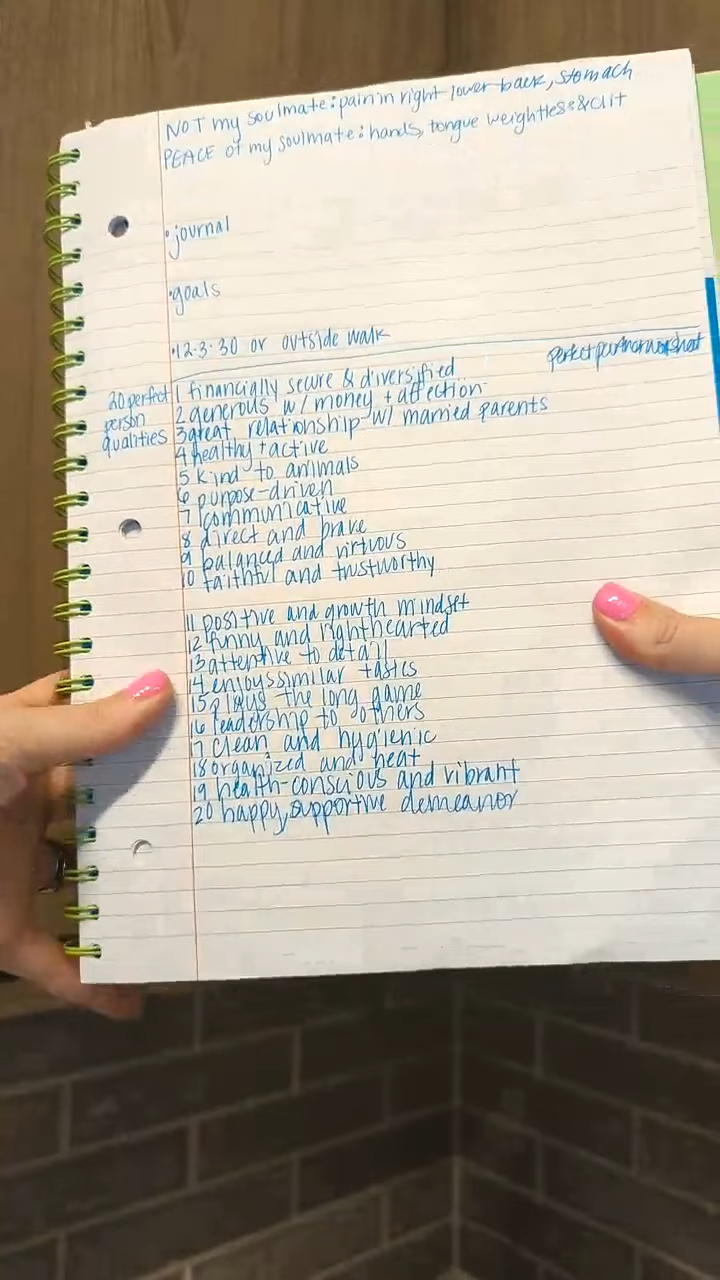 NOT my soulmate: pain in right lower back, stomach
PEACE of my soulmate: hands, tongue weightless & clit
• journal
• goals
• 12-3-30 or outside walk
perfect partner worksheet
20 perfect person qualities
1 financially secure & diversified
2 generous w/ money + affection
3 great relationship w/ married parents
4 healthy + active
5 kind to animals
6 purpose-driven
7 communicative
8 direct and brave
9 balanced and virtuous
10 faithful and trustworthy
11 positive and growth mindset
12 funny and righthearted
13 attentive to detail
14 enjoys similar tastics
15 plays the long game
16 leadership to others
17 clean and hygienic
18 organized and neat
19 health-conscious and vibrant
20 happy, supportive demeanor